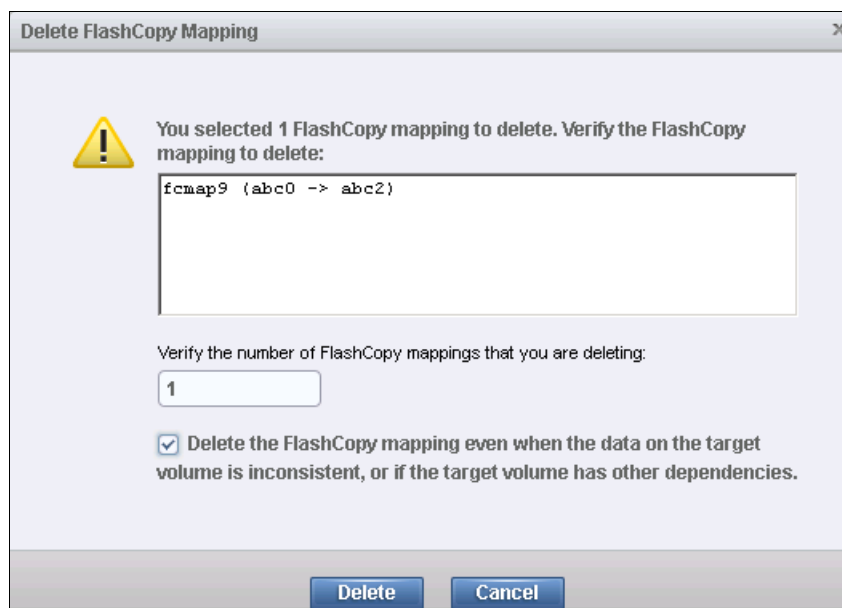 Delete FlashCopy Mapping
You selected 1 FlashCopy mapping to delete. Verify the FlashCopy
mapping to delete:
fcmap9 (abc0 -> abc2)
Verify the number of FlashCopy mappings that you are deleting:
1
Delete the FlashCopy mapping even when the data on the target
volume is inconsistent, or if the target volume has other dependencies.
Delete
Cancel